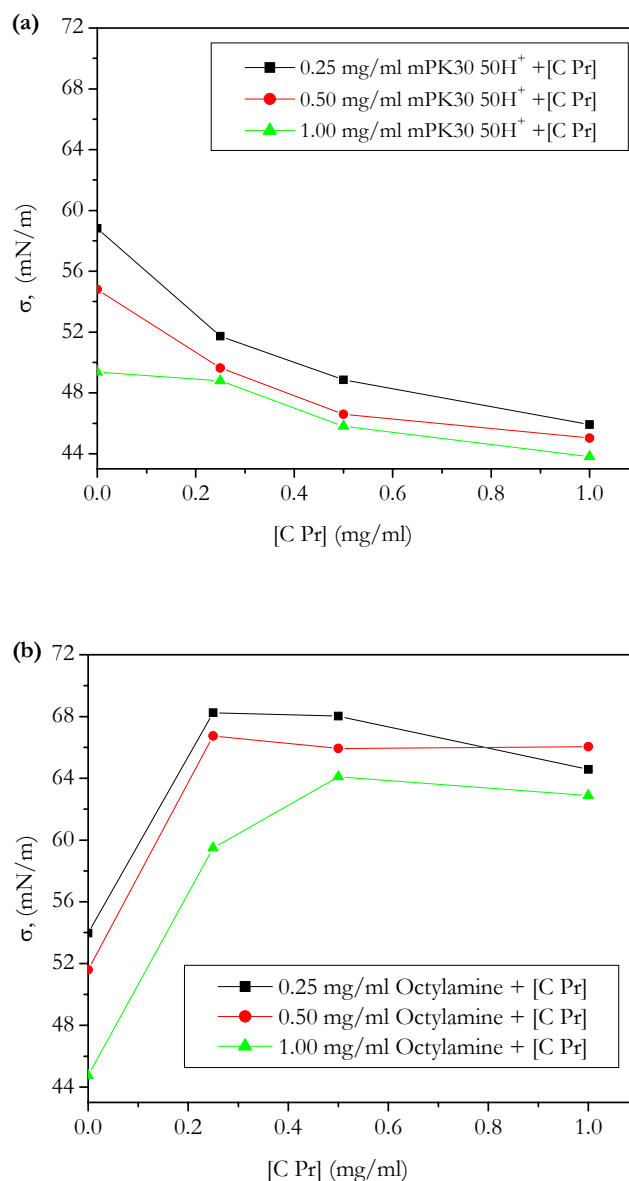 (a)
72
68
64
60
56
52
48
44
σ, (mN/m)
0.25 mg/ml mPK30 50H⁺ +[C Pr]
0.50 mg/ml mPK30 50H⁺ +[C Pr]
1.00 mg/ml mPK30 50H⁺ +[C Pr]
0.0 0.2 0.4 0.6 0.8 1.0
[C Pr] (mg/ml)
(b)
72
68
64
60
56
52
48
44
σ, (mN/m)
0.25 mg/ml Octylamine + [C Pr]
0.50 mg/ml Octylamine + [C Pr]
1.00 mg/ml Octylamine + [C Pr]
0.0 0.2 0.4 0.6 0.8 1.0
[C Pr] (mg/ml)